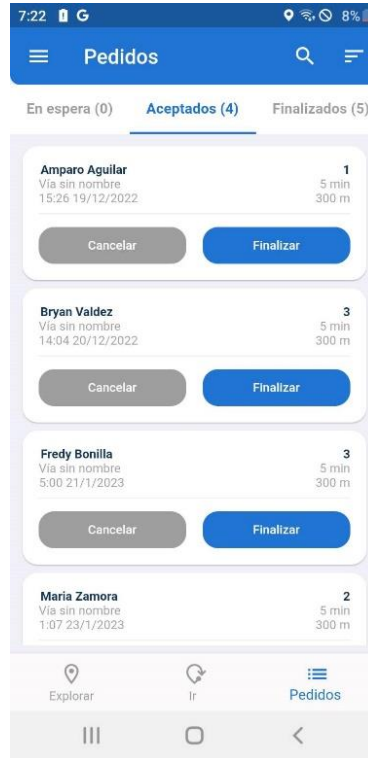 7:22 G 8%
Pedidos
En espera (0) Aceptados (4) Finalizados (5)
Amparo Aguilar 1
Vía sin nombre 5 min
15:26 19/12/2022 300 m
Cancelar Finalizar
Bryan Valdez 3
Vía sin nombre 5 min
14:04 20/12/2022 300 m
Cancelar Finalizar
Fredy Bonilla 3
Vía sin nombre 5 min
5:00 21/1/2023 300 m
Cancelar Finalizar
Maria Zamora 2
Vía sin nombre 5 min
1:07 23/1/2023 300 m
Explorar Ir Pedidos